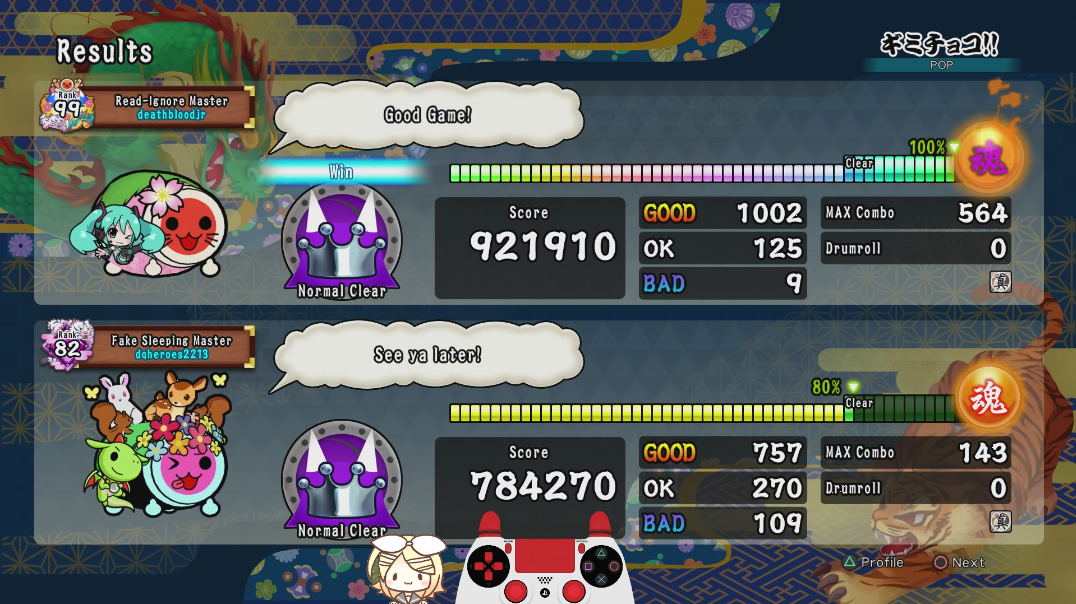 Results
ギミチョコ!!
POP
Rank
99
Read-Ignore Master
deathbloodjr
Good Game!
Win
100%
Clear
魂
Normal Clear
Score
921910
GOOD 1002
OK 125
BAD 9
MAX Combo 564
Drumroll 0
真
Rank
82
Fake Sleeping Master
dqheroes2213
See ya later!
80%
Clear
魂
Normal Clear
Score
784270
GOOD 757
OK 270
BAD 109
MAX Combo 143
Drumroll 0
真
Profile
Next